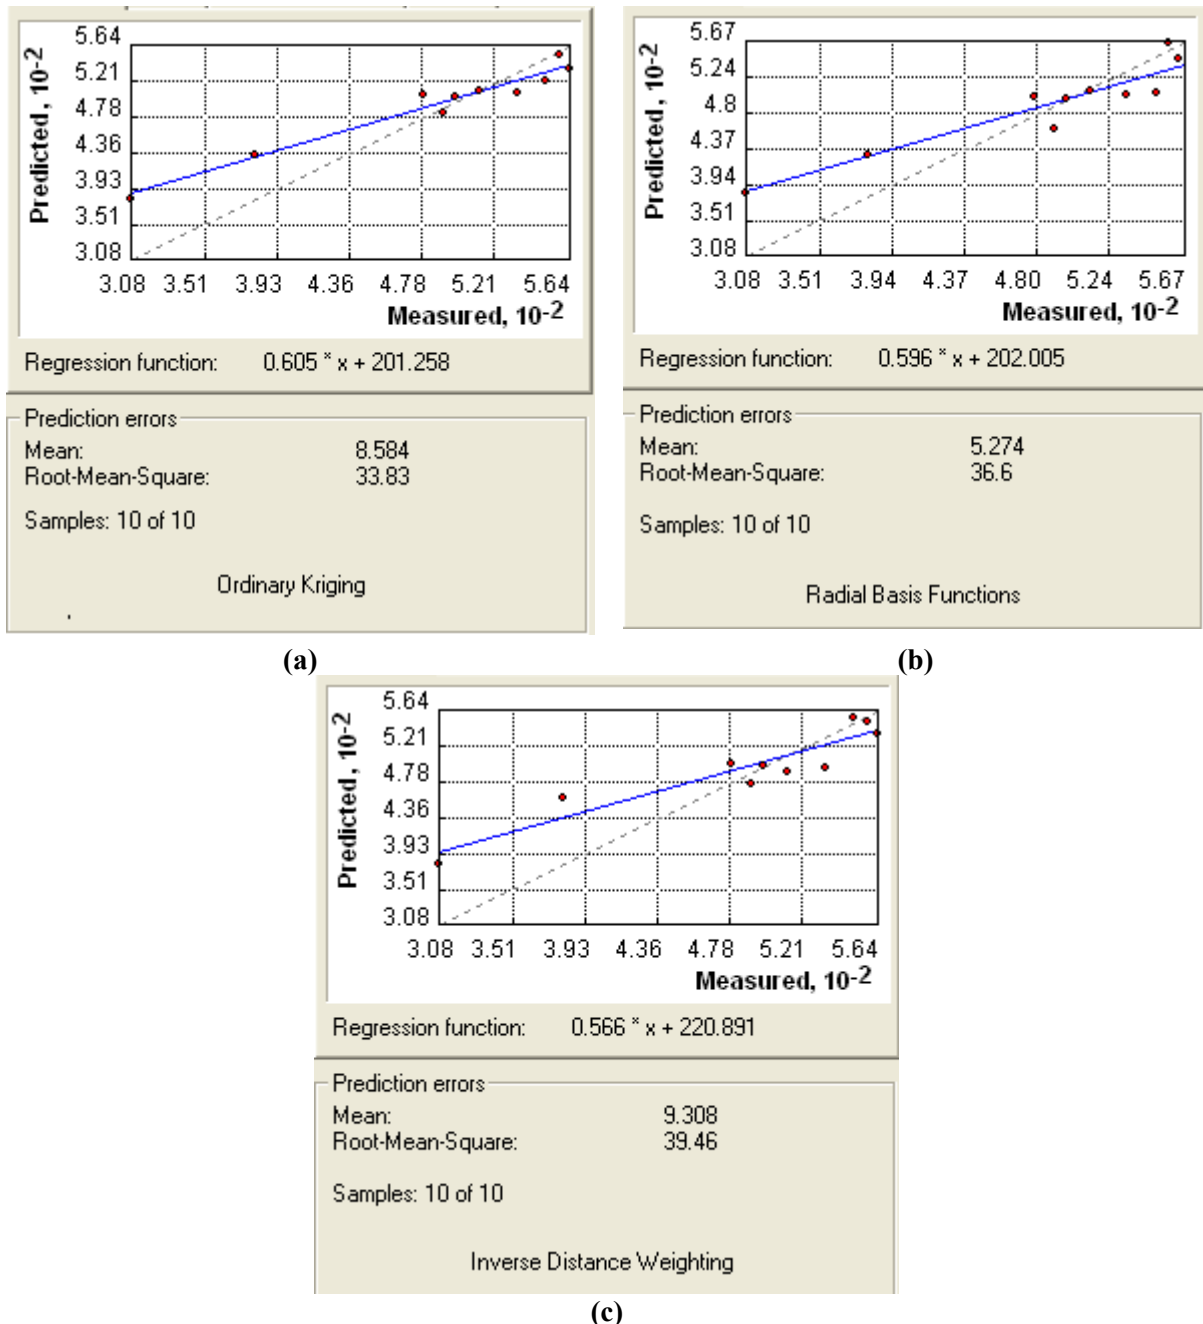 5.64
5.21
4.78
4.36
3.93
3.51
3.08
Predicted, 10-2
3.08 3.51 3.93 4.36 4.78 5.21 5.64
Measured, 10-2
Regression function: 0.605 * x + 201.258
Prediction errors
Mean: 8.584
Root-Mean-Square: 33.83
Samples: 10 of 10
Ordinary Kriging
(a)
5.67
5.24
4.8
4.37
3.94
3.51
3.08
Predicted, 10-2
3.08 3.51 3.94 4.37 4.80 5.24 5.67
Measured, 10-2
Regression function: 0.596 * x + 202.005
Prediction errors
Mean: 5.274
Root-Mean-Square: 36.6
Samples: 10 of 10
Radial Basis Functions
(b)
5.64
5.21
4.78
4.36
3.93
3.51
3.08
Predicted, 10-2
3.08 3.51 3.93 4.36 4.78 5.21 5.64
Measured, 10-2
Regression function: 0.566 * x + 220.891
Prediction errors
Mean: 9.308
Root-Mean-Square: 39.46
Samples: 10 of 10
Inverse Distance Weighting
(c)